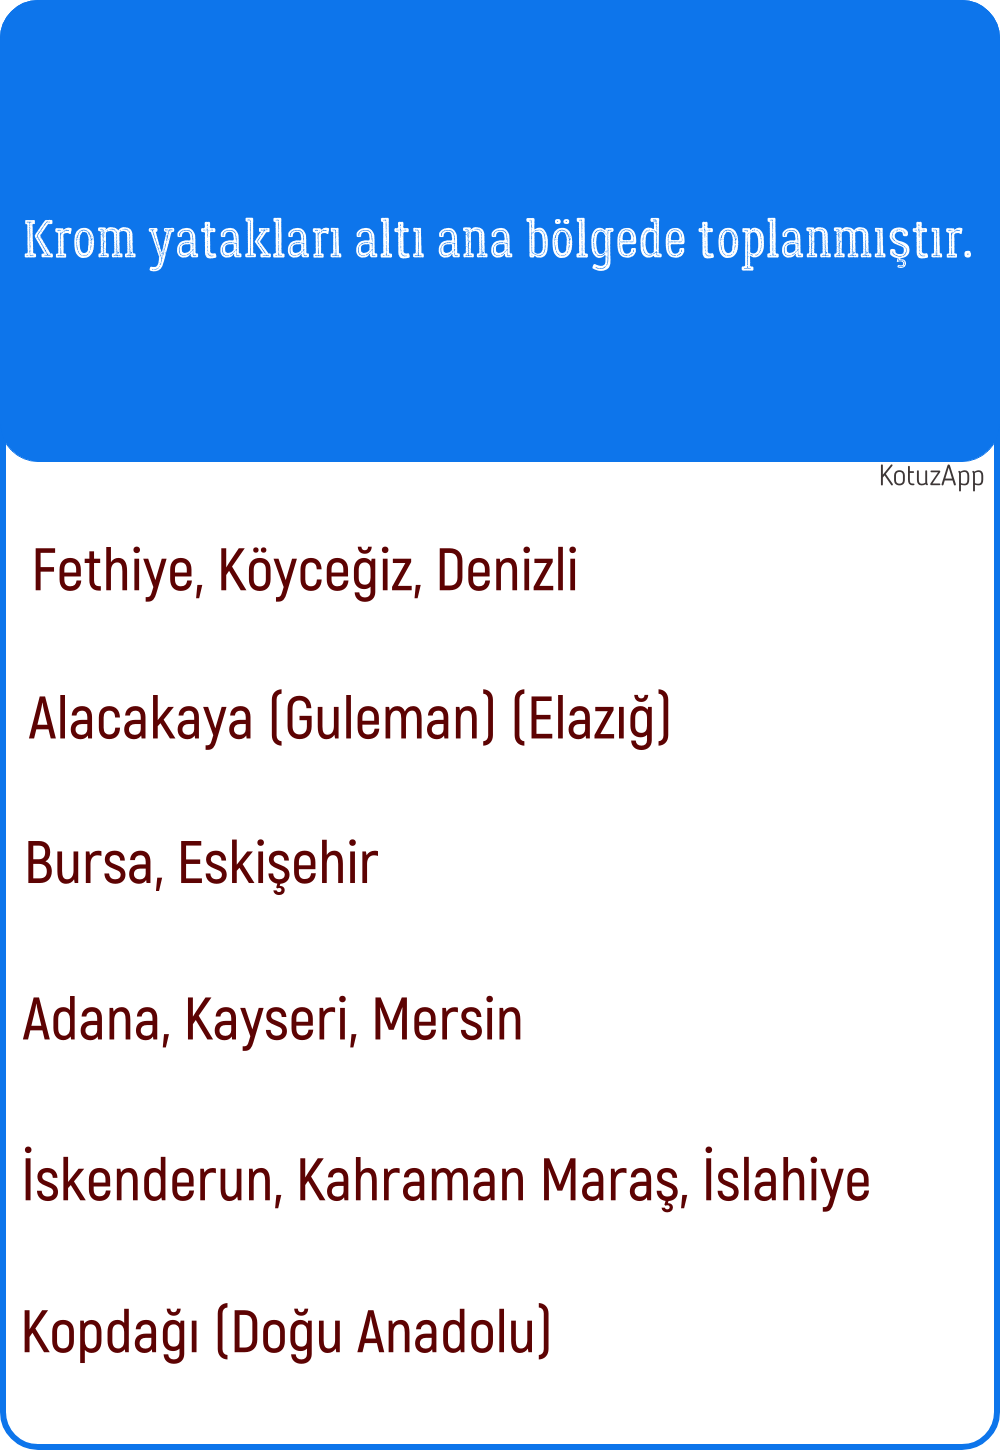 Krom yatakları altı ana bölgede toplanmıştır.
KotuzApp
Fethiye, Köyceğiz, Denizli
Alacakaya (Guleman) (Elazığ)
Bursa, Eskişehir
Adana, Kayseri, Mersin
İskenderun, Kahraman Maraş, İslahiye
Kopdağı (Doğu Anadolu)